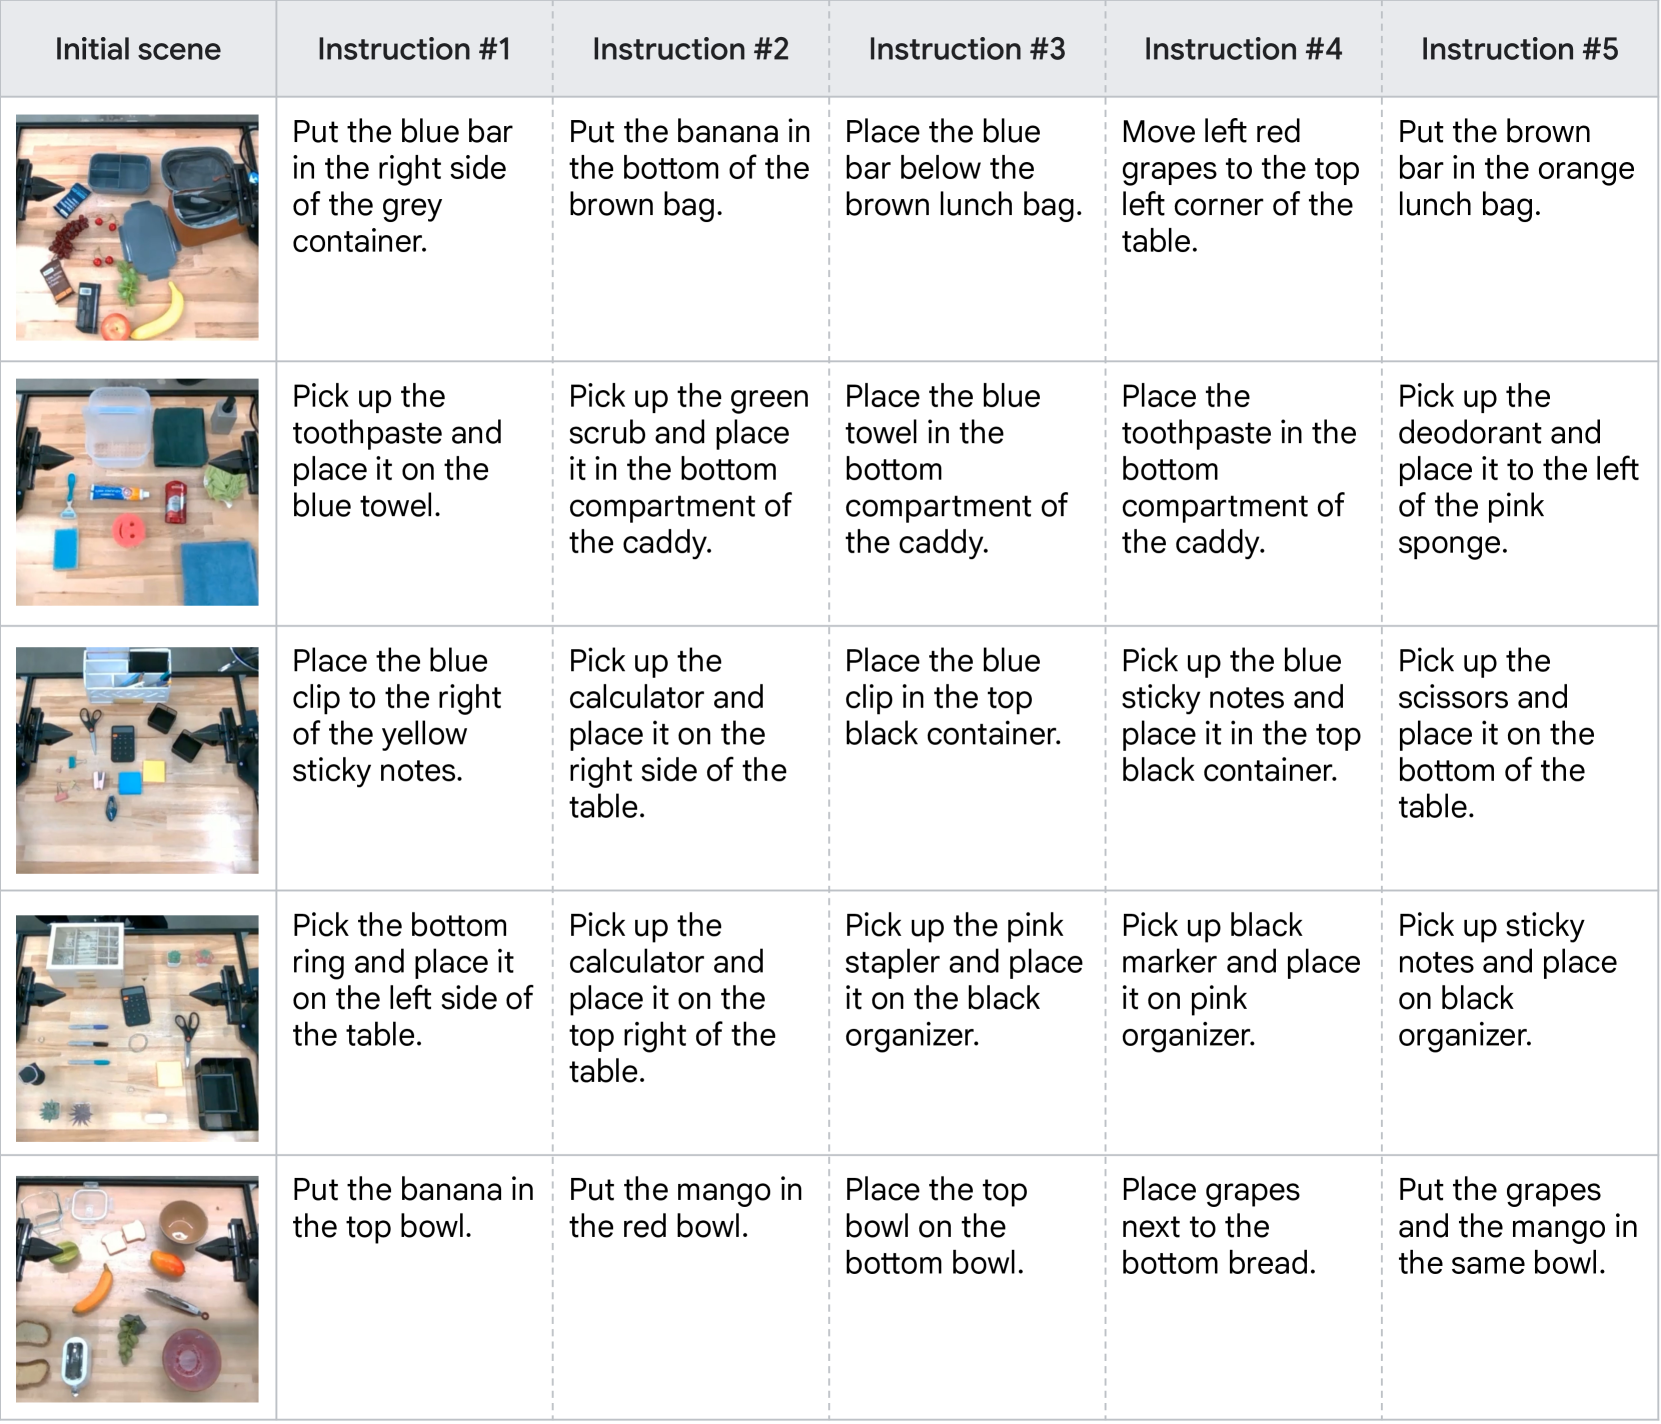 Initial scene
Instruction #1
Instruction #2
Instruction #3
Instruction #4
Instruction #5
Put the blue bar
in the right side
of the grey
container.
Put the banana in
the bottom of the
brown bag.
Place the blue
bar below the
brown lunch bag.
Move left red
grapes to the top
left corner of the
table.
Put the brown
bar in the orange
lunch bag.
Pick up the
toothpaste and
place it on the
blue towel.
Pick up the green
scrub and place
it in the bottom
compartment of
the caddy.
Place the blue
towel in the
bottom
compartment of
the caddy.
Place the
toothpaste in the
bottom
compartment of
the caddy.
Pick up the
deodorant and
place it to the left
of the pink
sponge.
Place the blue
clip to the right
of the yellow
sticky notes.
Pick up the
calculator and
place it on the
right side of the
table.
Place the blue
clip in the top
black container.
Pick up the blue
sticky notes and
place it in the top
black container.
Pick up the
scissors and
place it on the
bottom of the
table.
Pick the bottom
ring and place it
on the left side of
the table.
Pick up the
calculator and
place it on the
top right of the
table.
Pick up the pink
stapler and place
it on the black
organizer.
Pick up black
marker and place
it on pink
organizer.
Pick up sticky
notes and place
on black
organizer.
Put the banana in
the top bowl.
Put the mango in
the red bowl.
Place the top
bowl on the
bottom bowl.
Place grapes
next to the
bottom bread.
Put the grapes
and the mango in
the same bowl.